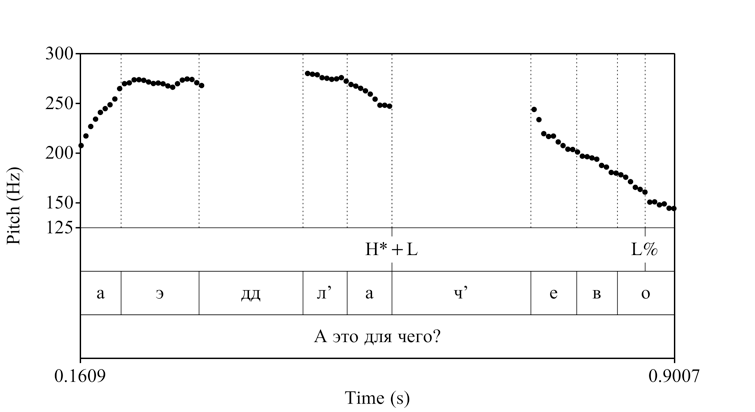 300
250
200
150
125
Pitch (Hz)
H*+L L%
а э дд л’ а ч’ е в о
А это для чего?
0.1609 0.9007
Time (s)